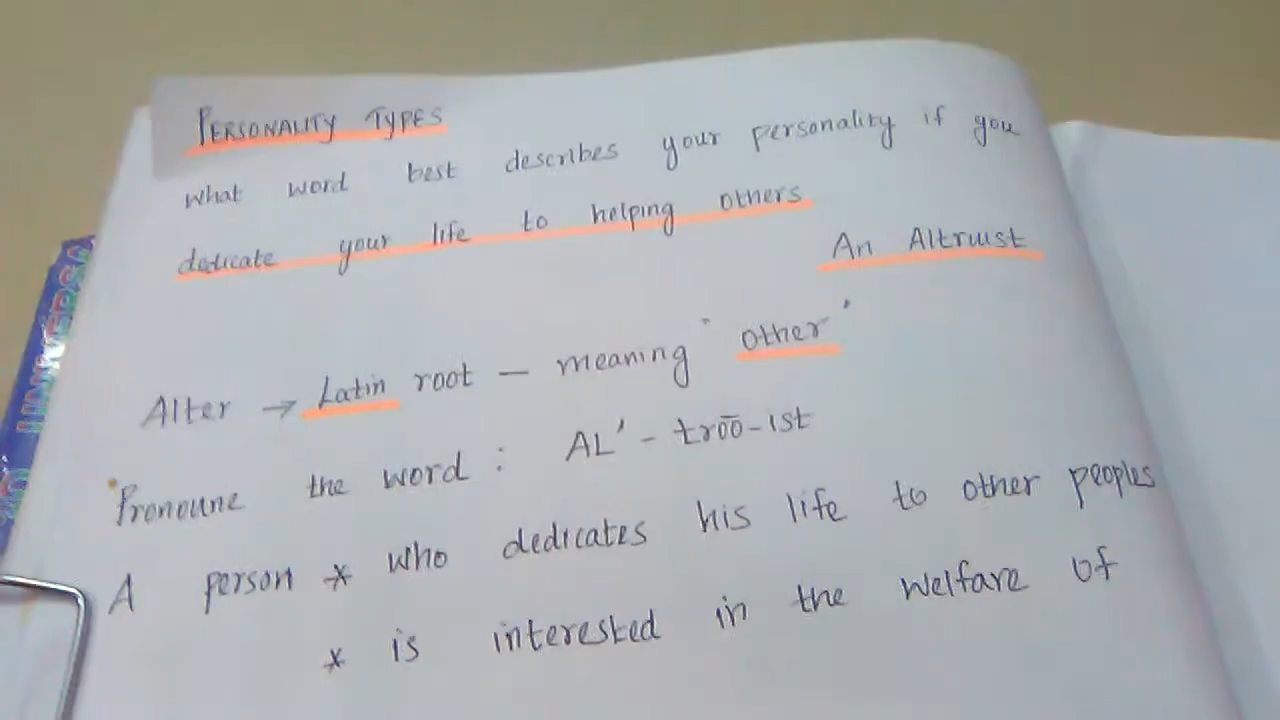 PERSONALITY TYPES
what word best describes your personality if you
dedicate your life to helping others
An Altruist
Alter → Latin root — meaning "other"
Pronoune the word : AL' - trōō-ist
A person * who dedicates his life to other peoples
* is interested in the welfare of